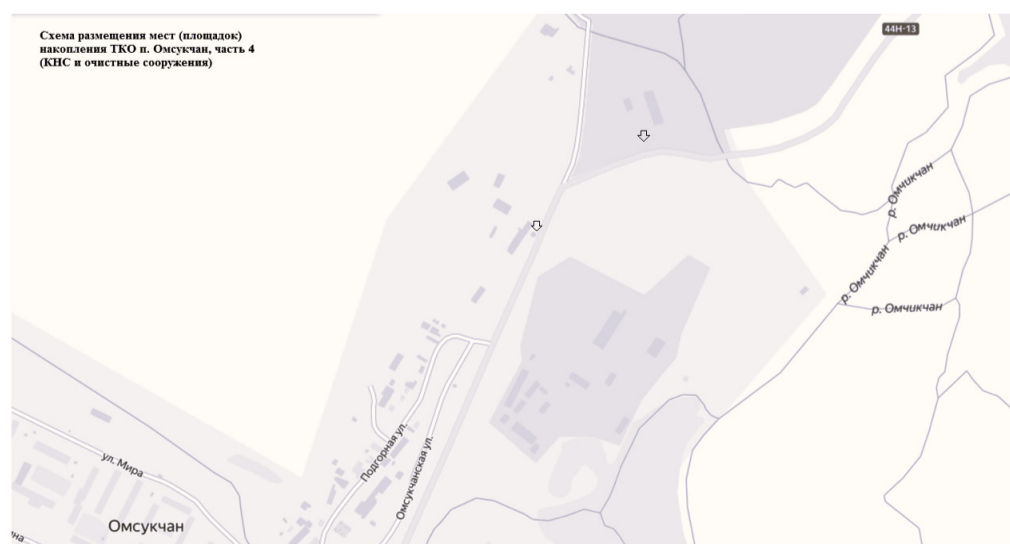 Схема размещения мест (площадок)
накопления ТКО п. Омсукчан, часть 4
(КНС и очистные сооружения)
44Н-13
р. Омчикчан
р. Омчикчан
р. Омчикчан
р. Омчикчан
Подгорная ул.
Омсукчанская ул.
ул. Мира
Омсукчан
ина